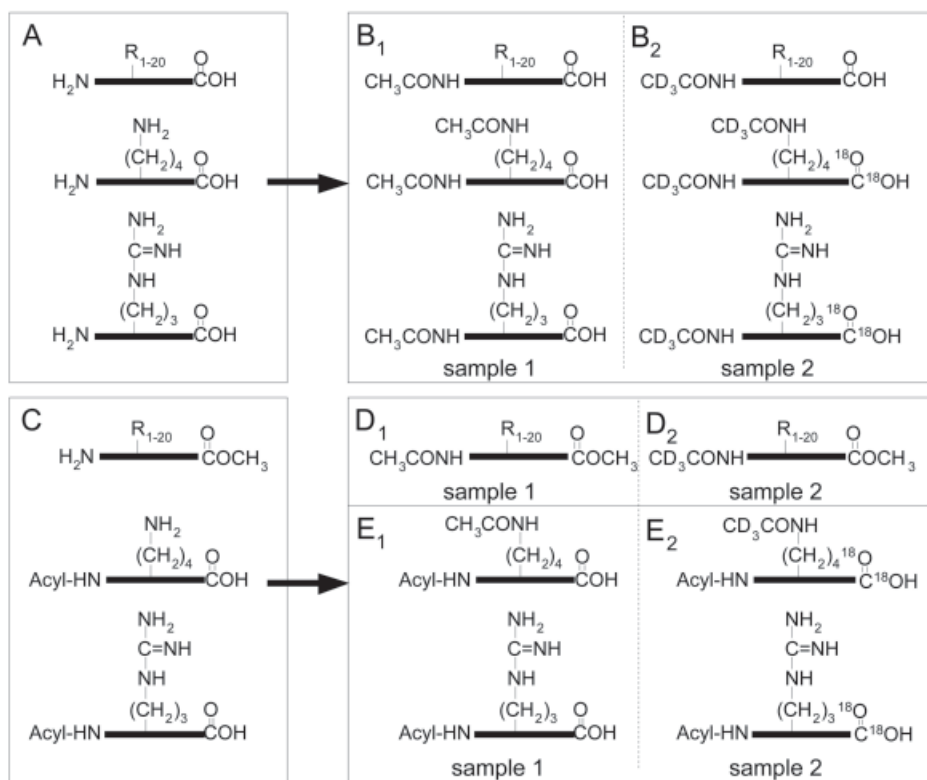 A
R₁₋₂₀
O
H₂N
COH
NH₂
(CH₂)₄
O
H₂N
COH
NH₂
C=NH
NH
(CH₂)₃
O
H₂N
COH
B₁
R₁₋₂₀
O
CH₃CONH
COH
CH₃CONH
(CH₂)₄
O
CH₃CONH
COH
NH₂
C=NH
NH
(CH₂)₃
O
CH₃CONH
COH
sample 1
B₂
R₁₋₂₀
O
CD₃CONH
COH
CD₃CONH
(CH₂)₄ ¹⁸O
CD₃CONH
C¹⁸OH
NH₂
C=NH
NH
(CH₂)₃ ¹⁸O
CD₃CONH
C¹⁸OH
sample 2
C
R₁₋₂₀
O
H₂N
COCH₃
NH₂
(CH₂)₄
O
Acyl-HN
COH
NH₂
C=NH
NH
(CH₂)₃
O
Acyl-HN
COH
D₁
R₁₋₂₀
O
CH₃CONH
COCH₃
sample 1
D₂
R₁₋₂₀
O
CD₃CONH
COCH₃
sample 2
E₁
CH₃CONH
(CH₂)₄
O
Acyl-HN
COH
NH₂
C=NH
NH
(CH₂)₃
O
Acyl-HN
COH
sample 1
E₂
CD₃CONH
(CH₂)₄ ¹⁸O
Acyl-HN
C¹⁸OH
NH₂
C=NH
NH
(CH₂)₃ ¹⁸O
Acyl-HN
C¹⁸OH
sample 2